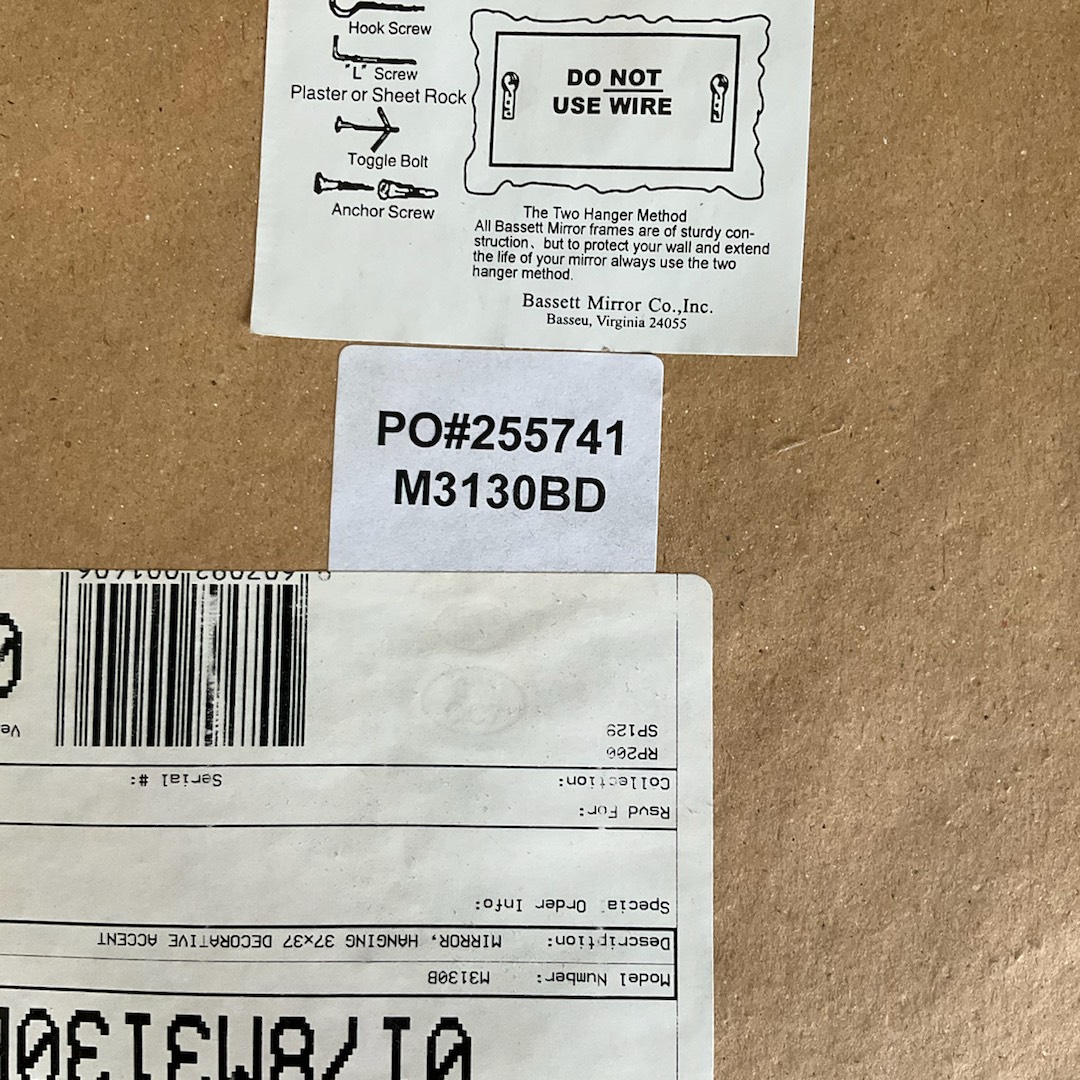 Hook Screw
"L" Screw
Plaster or Sheet Rock
Toggle Bolt
Anchor Screw
DO NOT
USE WIRE
The Two Hanger Method
All Bassett Mirror frames are of sturdy con-
struction、but to protect your wall and extend
the life of your mirror always use the two
hanger method.
Bassett Mirror Co.,Inc.
Basseu, Virginia 24055
PO#255741
M3130BD
Model Number: M3130B
Description: MIRROR, HANGING 37x37 DECORATIVE ACCENT
Special Order Info:
Rsvd For:
Collection: Serial #:
RP200
SP129